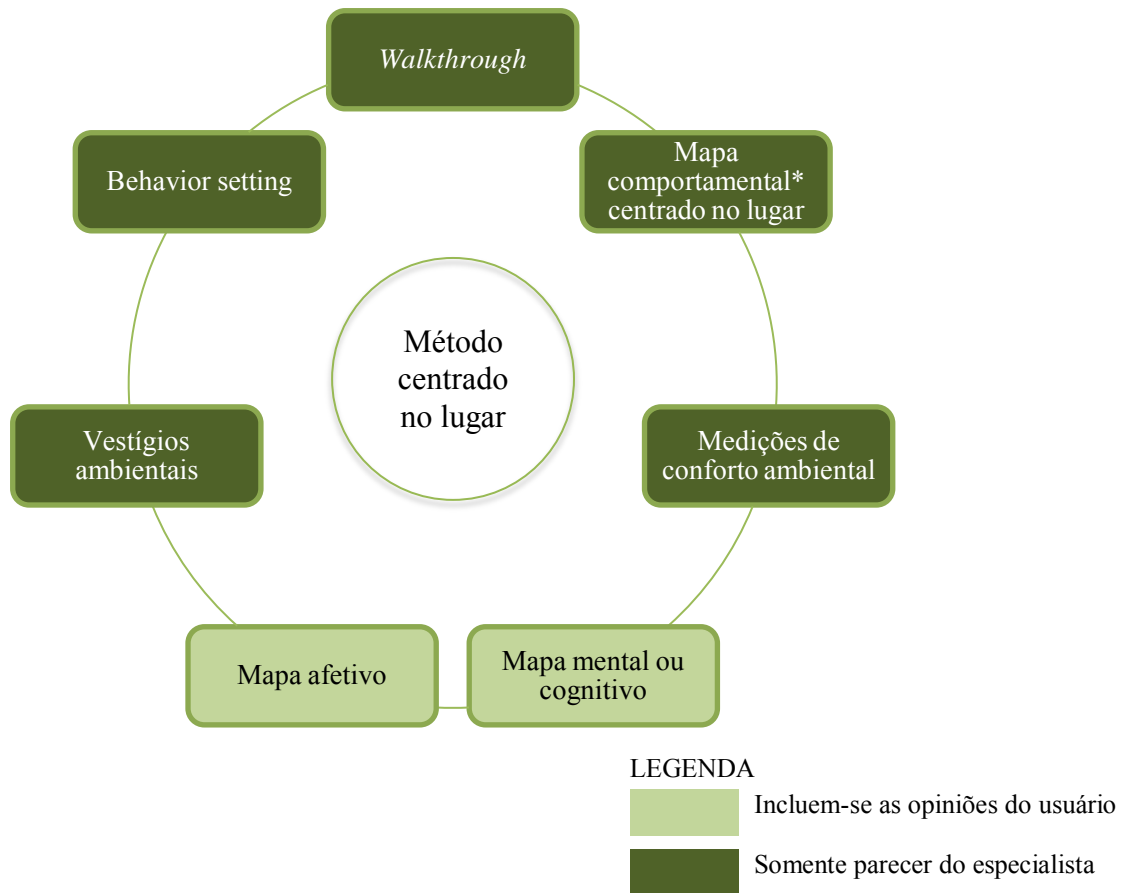 Walkthrough
Mapa
comportamental*
centrado no lugar
Behavior setting
Método
centrado
no lugar
Vestígios
ambientais
Medições de
conforto ambiental
Mapa afetivo
Mapa mental ou
cognitivo
LEGENDA
Incluem-se as opiniões do usuário
Somente parecer do especialista